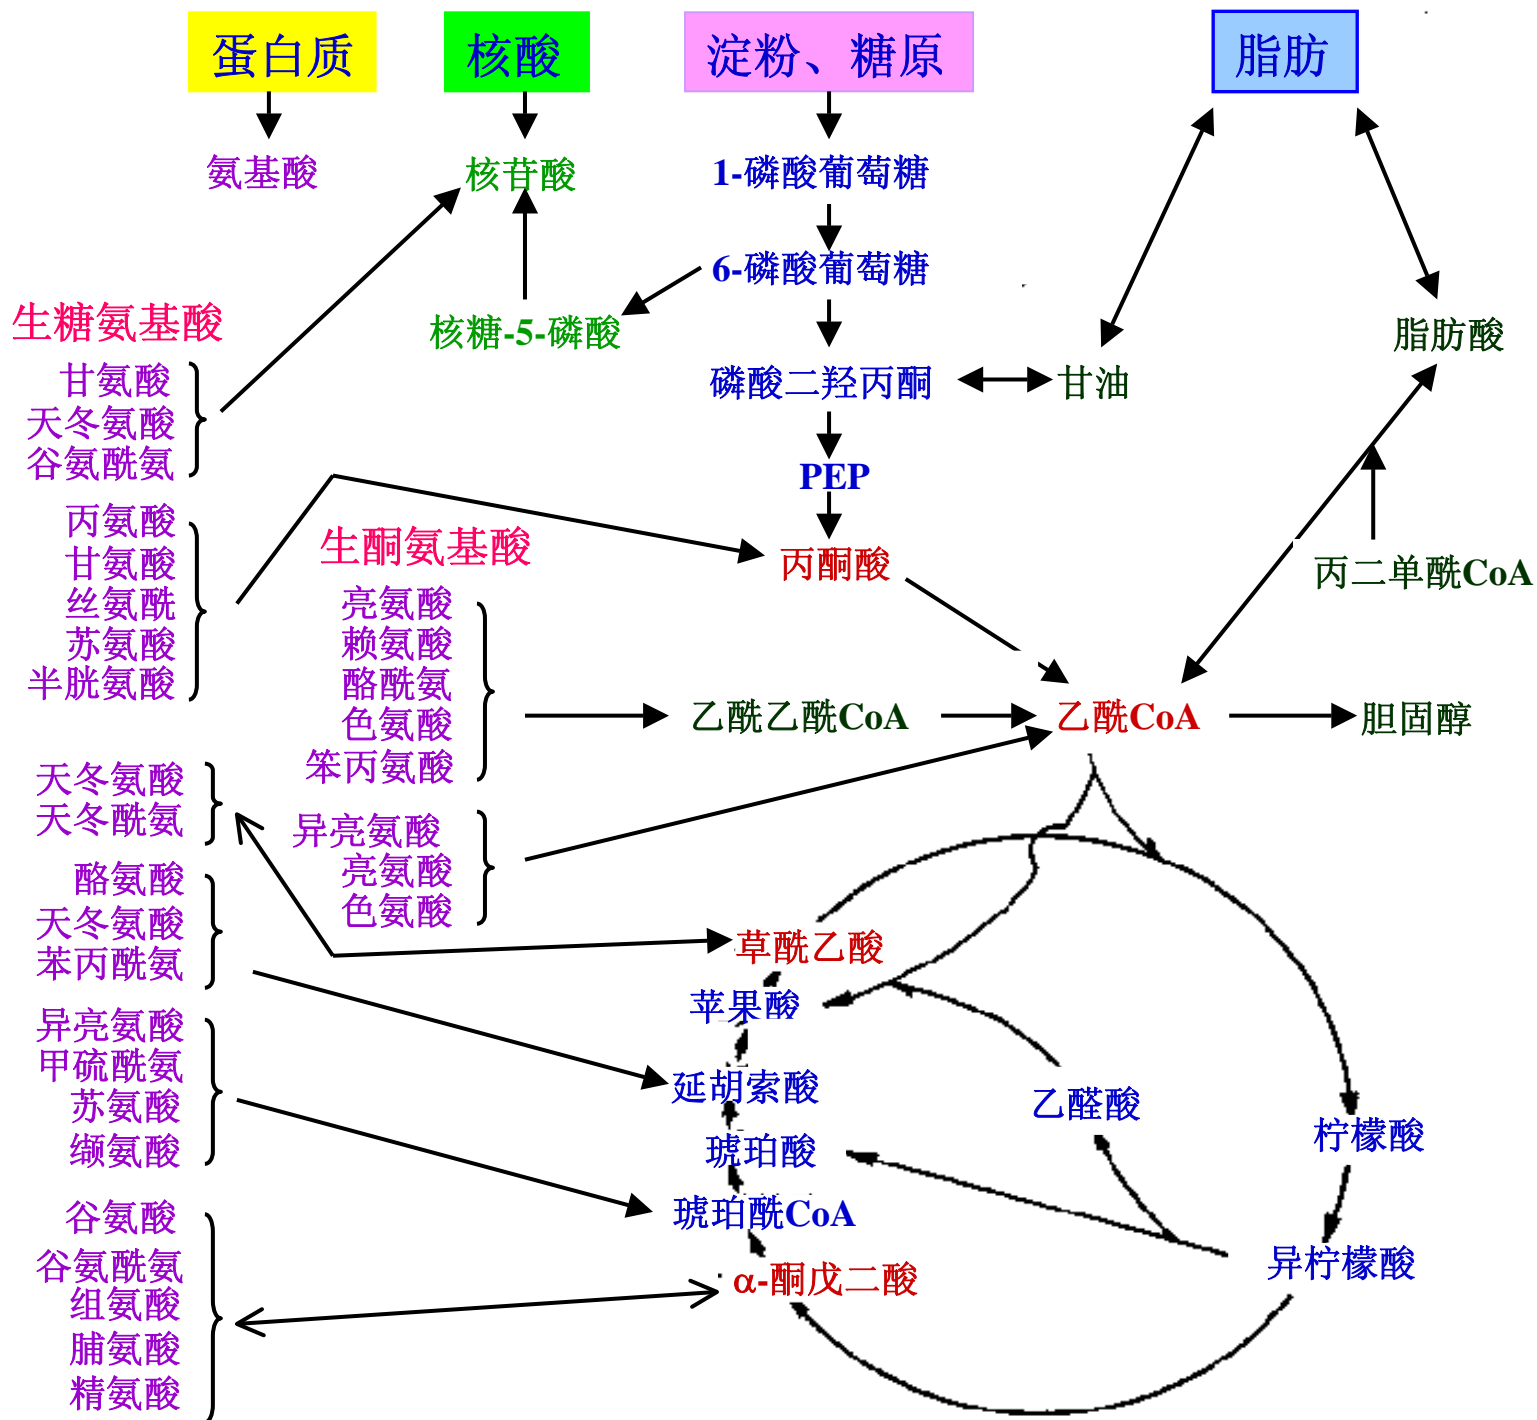 蛋白质
核酸
淀粉、糖原
脂肪
氨基酸
核苷酸
1-磷酸葡萄糖
6-磷酸葡萄糖
生糖氨基酸
核糖-5-磷酸
脂肪酸
甘氨酸
天冬氨酸
谷氨酰氨
磷酸二羟丙酮
甘油
PEP
丙氨酸
甘氨酸
丝氨酰
苏氨酸
半胱氨酸
生酮氨基酸
丙酮酸
丙二单酰CoA
亮氨酸
赖氨酸
酪酰氨
色氨酸
笨丙氨酸
乙酰乙酰CoA
乙酰CoA
胆固醇
天冬氨酸
天冬酰氨
异亮氨酸
亮氨酸
色氨酸
酪氨酸
天冬氨酸
苯丙酰氨
草酰乙酸
苹果酸
异亮氨酸
甲硫酰氨
苏氨酸
缬氨酸
延胡索酸
乙醛酸
柠檬酸
琥珀酸
琥珀酰CoA
谷氨酸
谷氨酰氨
组氨酸
脯氨酸
精氨酸
α-酮戊二酸
异柠檬酸